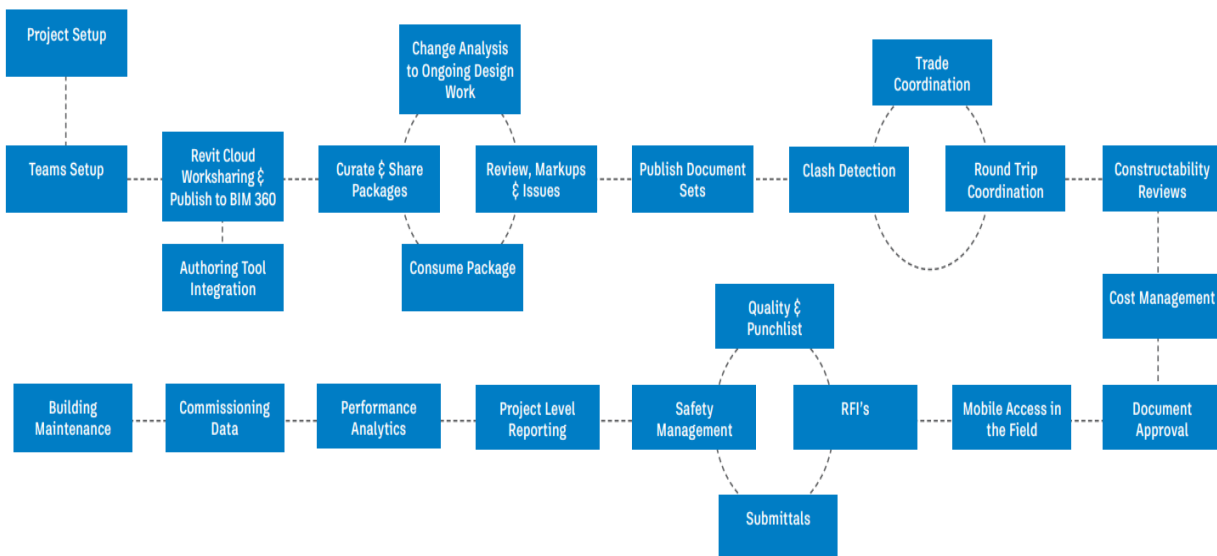 Project Setup
Change Analysis
to Ongoing Design
Work
Trade
Coordination
Teams Setup
Revit Cloud
Worksharing &
Publish to BIM 360
Curate & Share
Packages
Review, Markups
& Issues
Publish Document
Sets
Clash Detection
Round Trip
Coordination
Constructability
Reviews
Authoring Tool
Integration
Consume Package
Cost Management
Quality &
Punchlist
Building
Maintenance
Commissioning
Data
Performance
Analytics
Project Level
Reporting
Safety
Management
RFI's
Mobile Access in
the Field
Document
Approval
Submittals